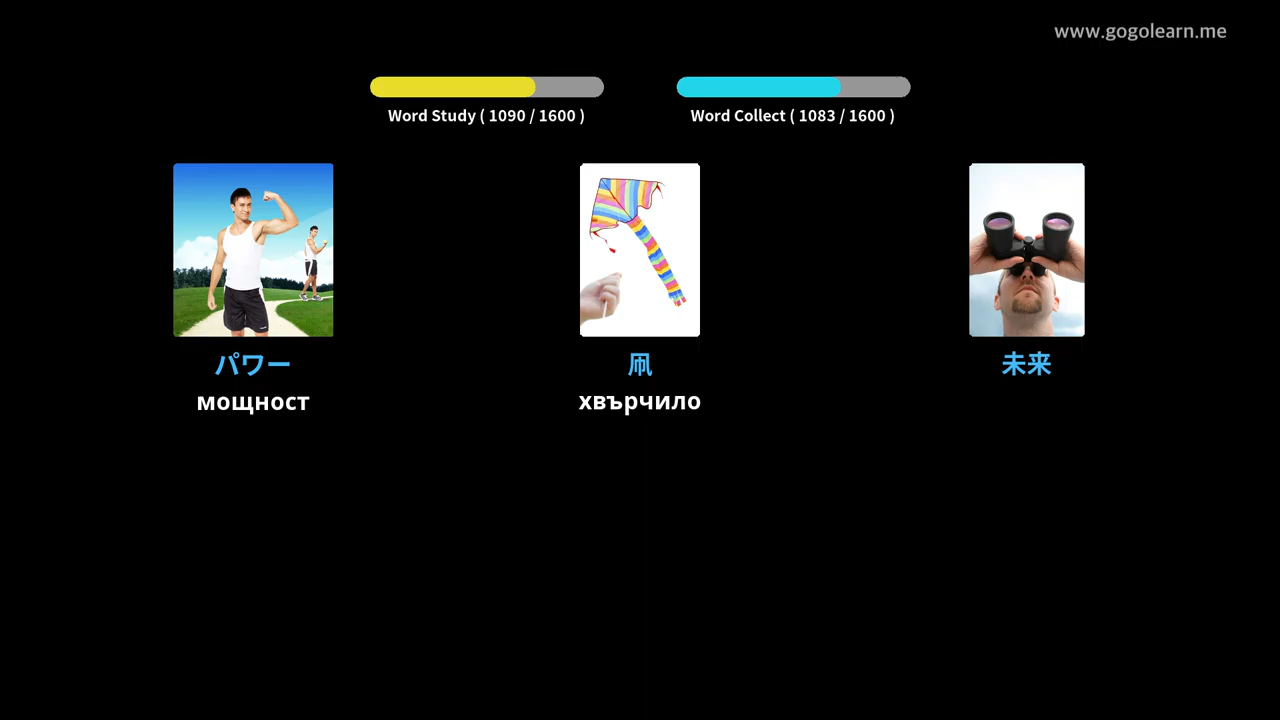 www.gogolearn.me
Word Study ( 1090 / 1600 )
Word Collect ( 1083 / 1600 )
パワー
凧
未来
мощност
хвърчило